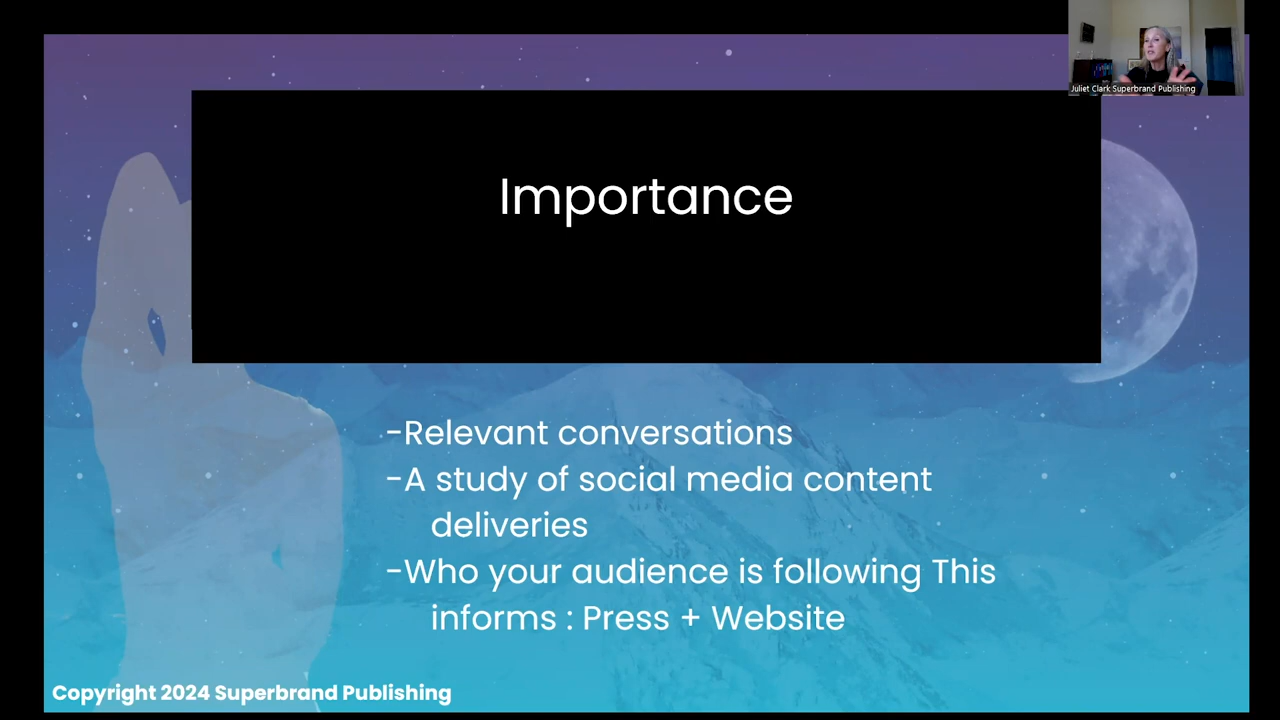 Juliet Clark Superbrand Publishing
Importance
-Relevant conversations
-A study of social media content
deliveries
-Who your audience is following This
informs : Press + Website
Copyright 2024 Superbrand Publishing